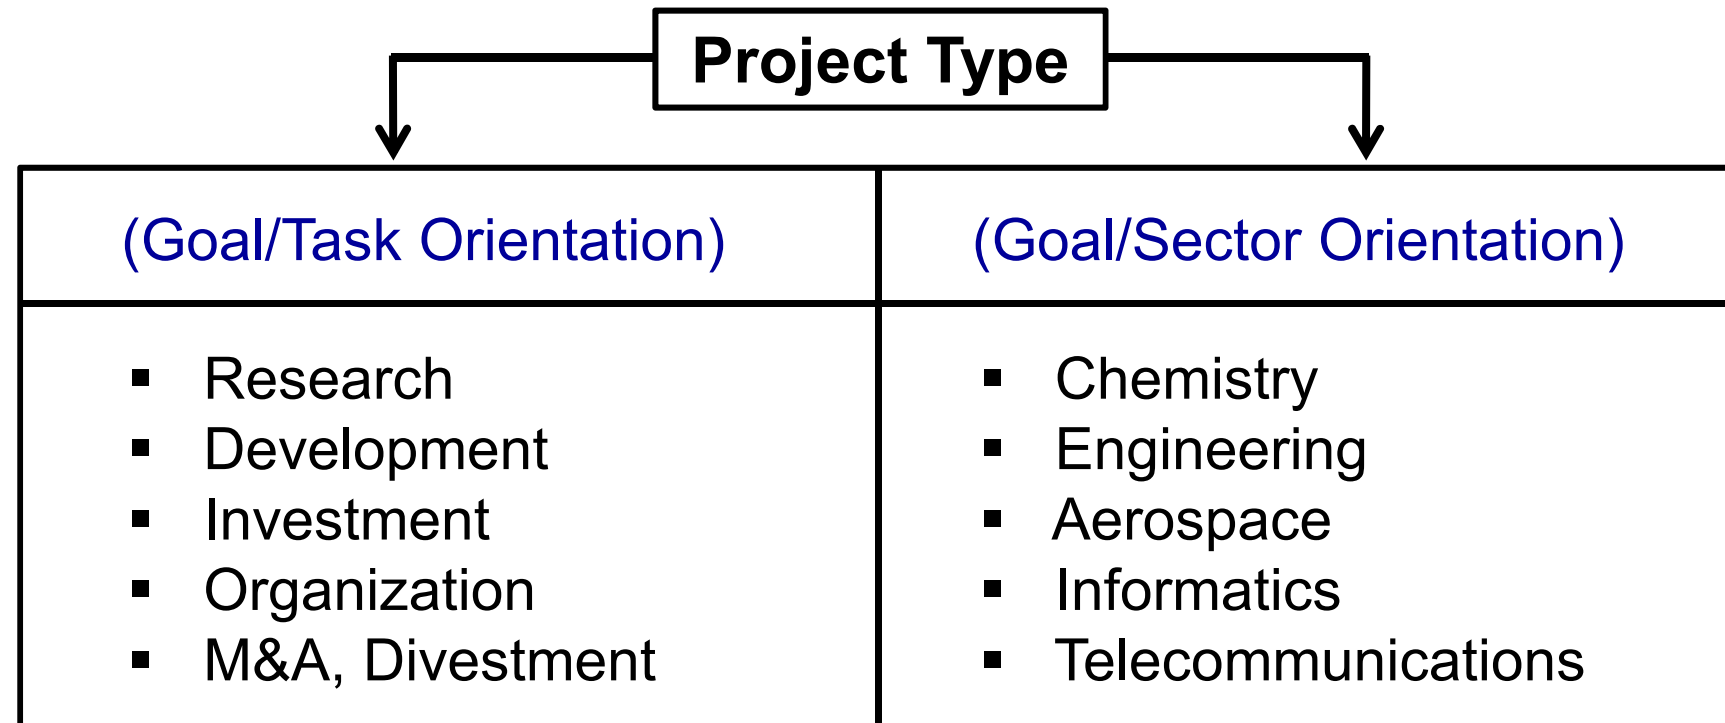 Project Type
(Goal/Task Orientation)
(Goal/Sector Orientation)
▪ Research
▪ Development
▪ Investment
▪ Organization
▪ M&A, Divestment
▪ Chemistry
▪ Engineering
▪ Aerospace
▪ Informatics
▪ Telecommunications